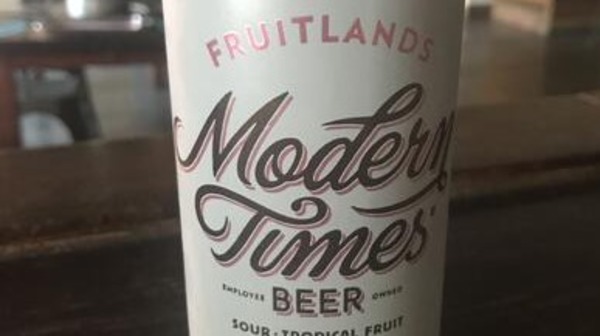 FRUITLANDS
Modern
Times
EMPLOYEE BEER OWNED
SOUR · TROPICAL FRUIT